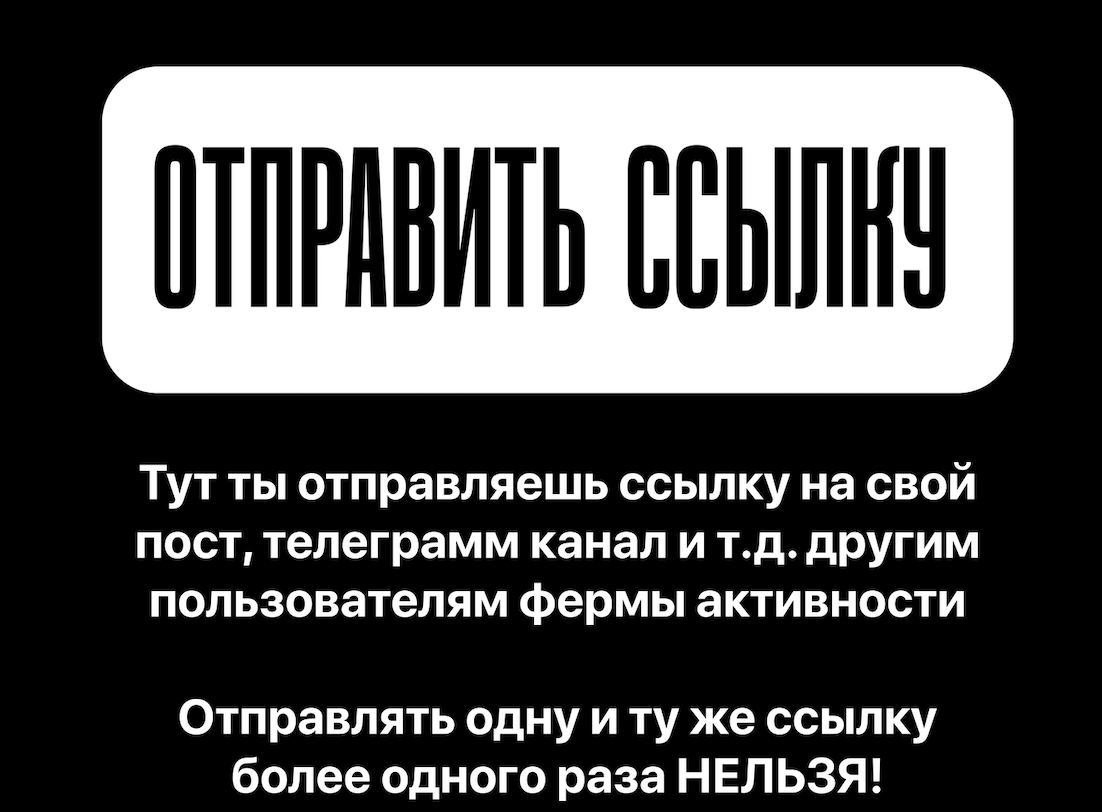 ОТПРАВИТЬ ССЫЛКУ
Тут ты отправляешь ссылку на свой
пост, телеграмм канал и т.д. другим
пользователям фермы активности
Отправлять одну и ту же ссылку
более одного раза НЕЛЬЗЯ!